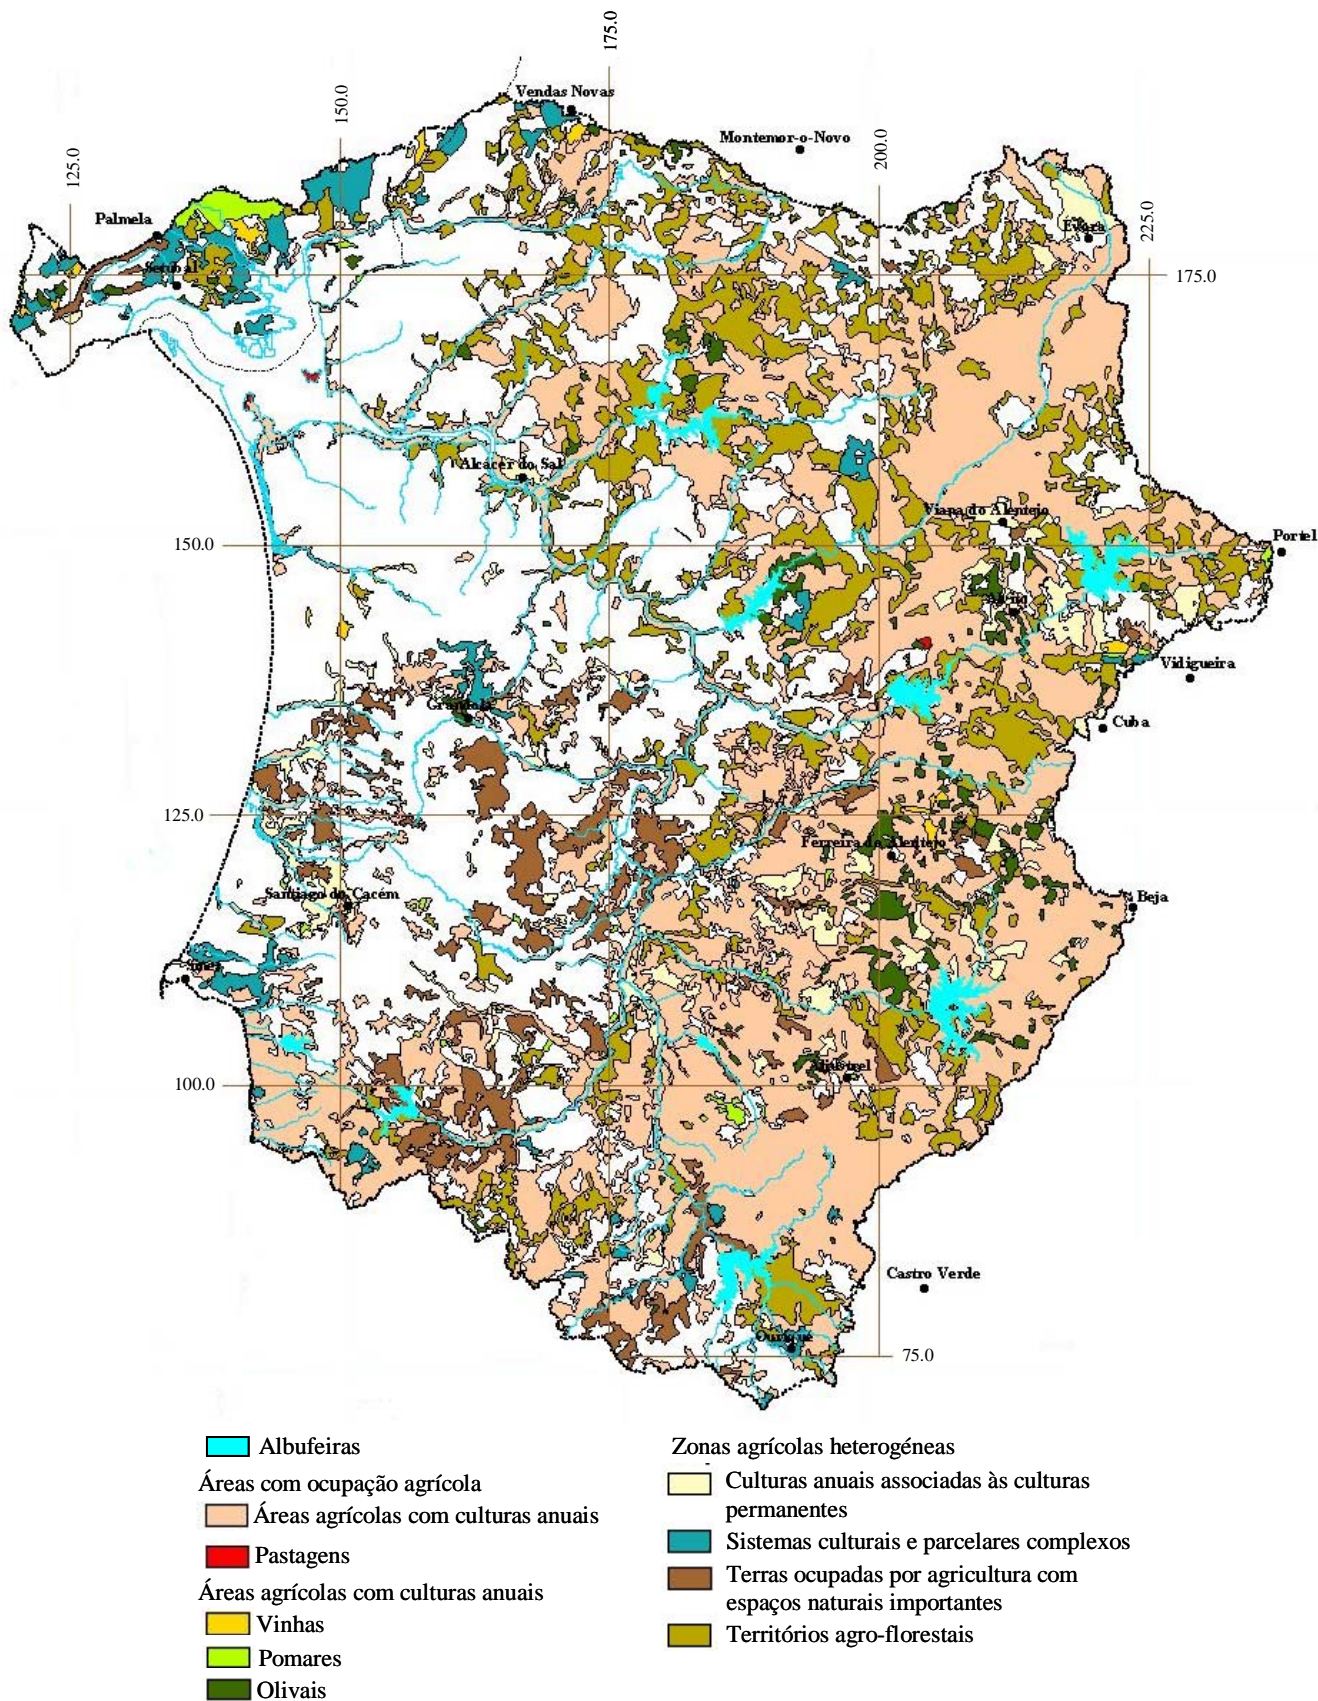 175.0
150.0
Vendas Novas
Montemor-o-Novo
200.0
125.0
Palmela
225.0
Évora
Setubal
175.0
Alcácer do Sal
Viana do Alentejo
150.0
Portel
Vidigueira
Grandola
Cuba
125.0
Ferreira do Alentejo
Santiago do Cacém
Beja
Sines
100.0
Aljustrel
Castro Verde
Ourique
75.0
Albufeiras
Áreas com ocupação agrícola
Áreas agrícolas com culturas anuais
Pastagens
Áreas agrícolas com culturas anuais
Vinhas
Pomares
Olivais
Zonas agrícolas heterogéneas
Culturas anuais associadas às culturas
permanentes
Sistemas culturais e parcelares complexos
Terras ocupadas por agricultura com
espaços naturais importantes
Territórios agro-florestais